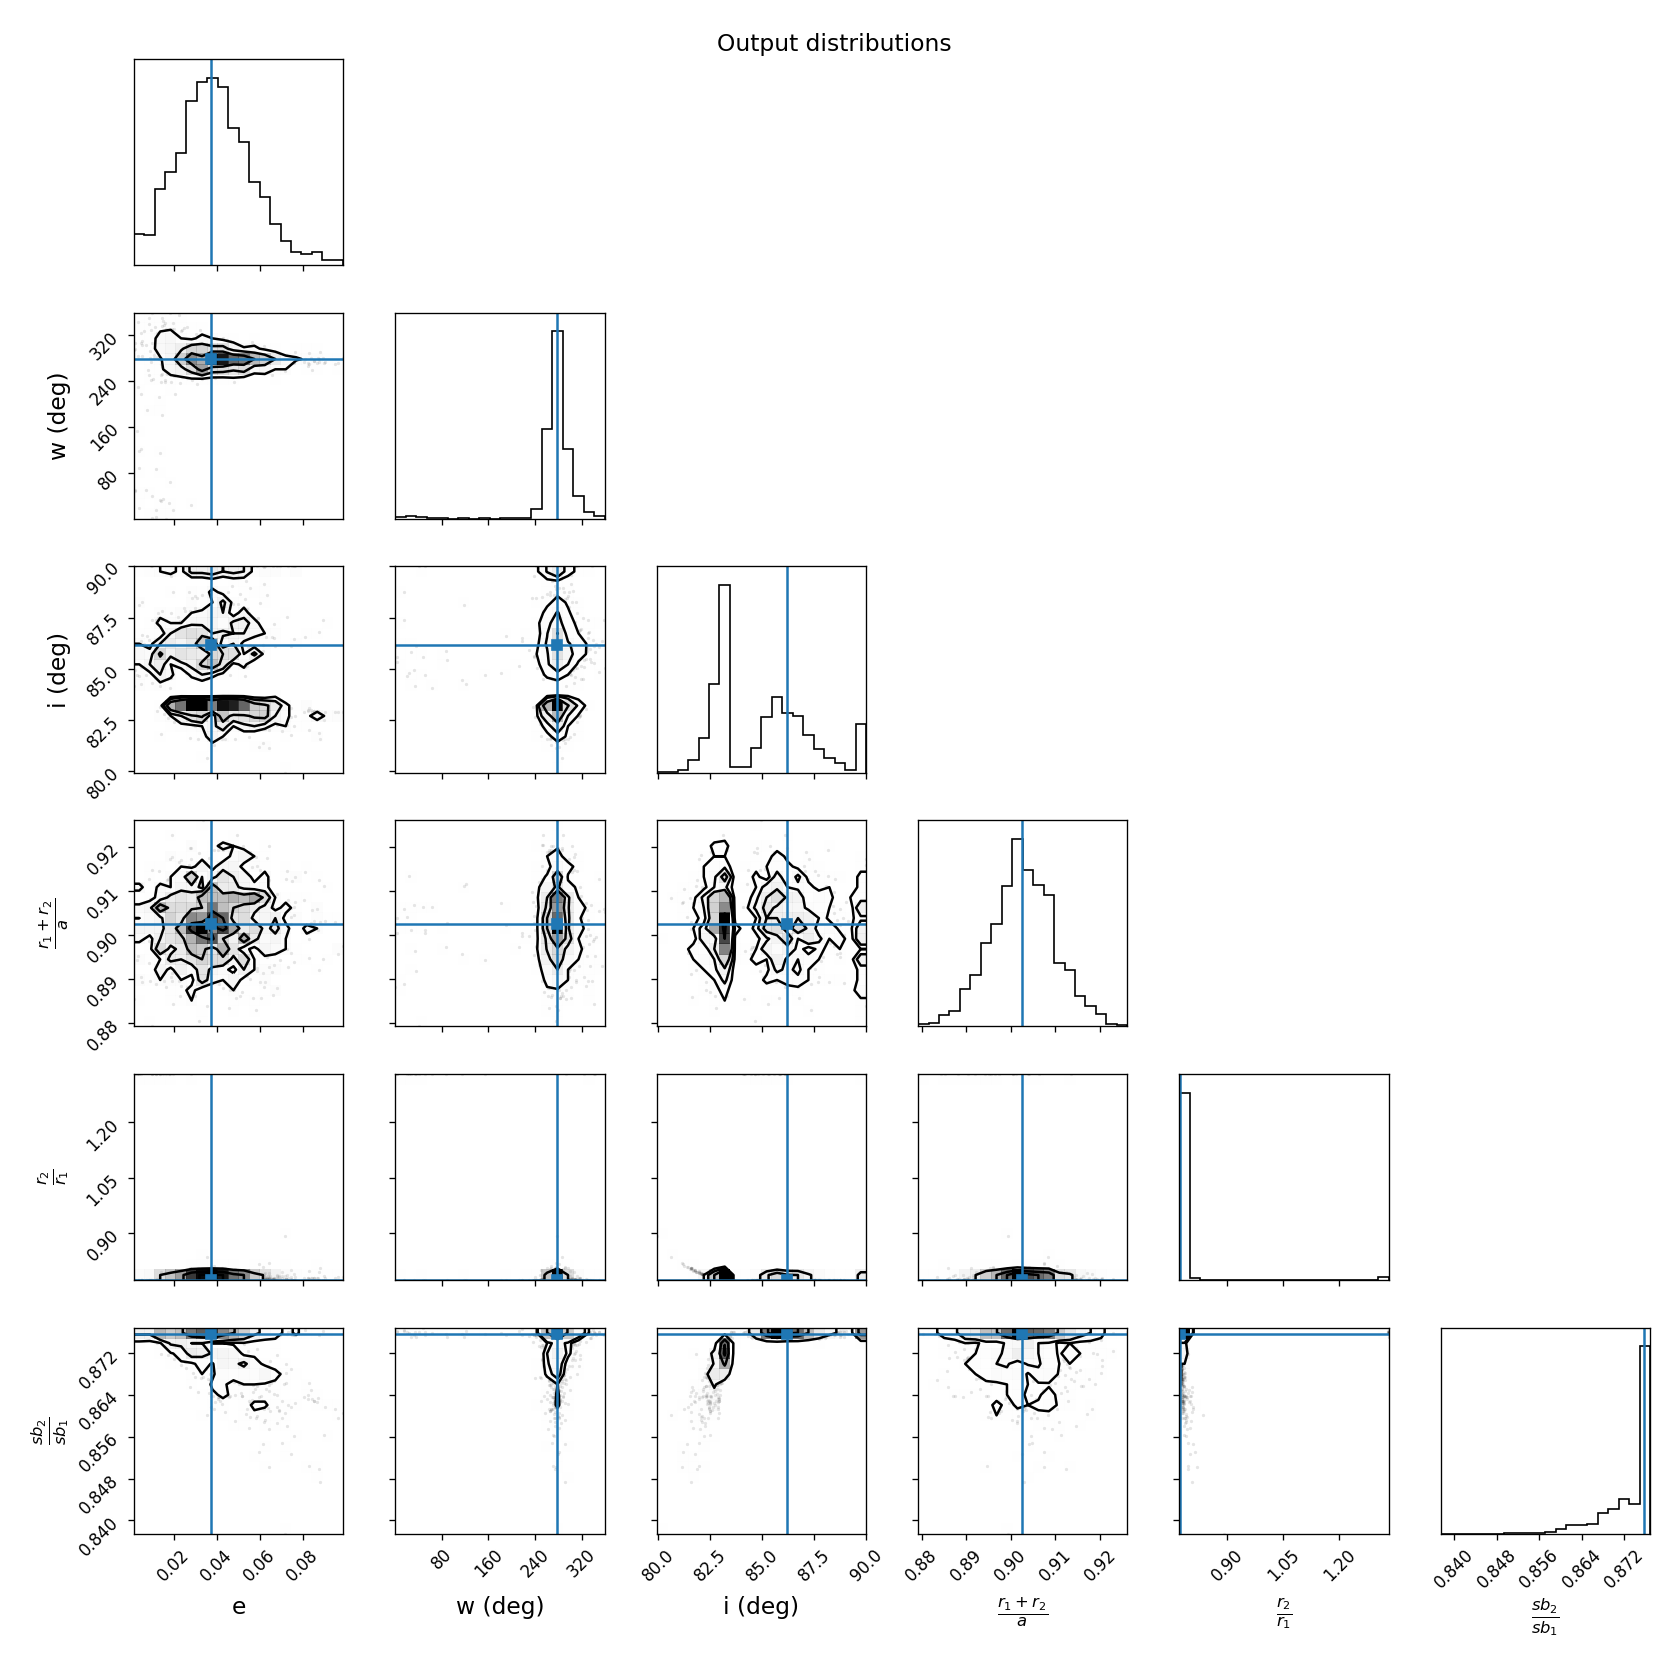 Output distributions
w (deg)
320
240
160
80
i (deg)
90.0
87.5
85.0
82.5
80.0
r₁ + r₂
a
0.92
0.91
0.90
0.89
0.88
r₂
r₁
1.20
1.05
0.90
sb₂
sb₁
0.872
0.864
0.856
0.848
0.840
0.02 0.04 0.06 0.08
80 160 240 320
80.0 82.5 85.0 87.5 90.0
0.88 0.89 0.90 0.91 0.92
0.90 1.05 1.20
0.840 0.848 0.856 0.864 0.872
e
w (deg)
i (deg)
r₁ + r₂
a
r₂
r₁
sb₂
sb₁